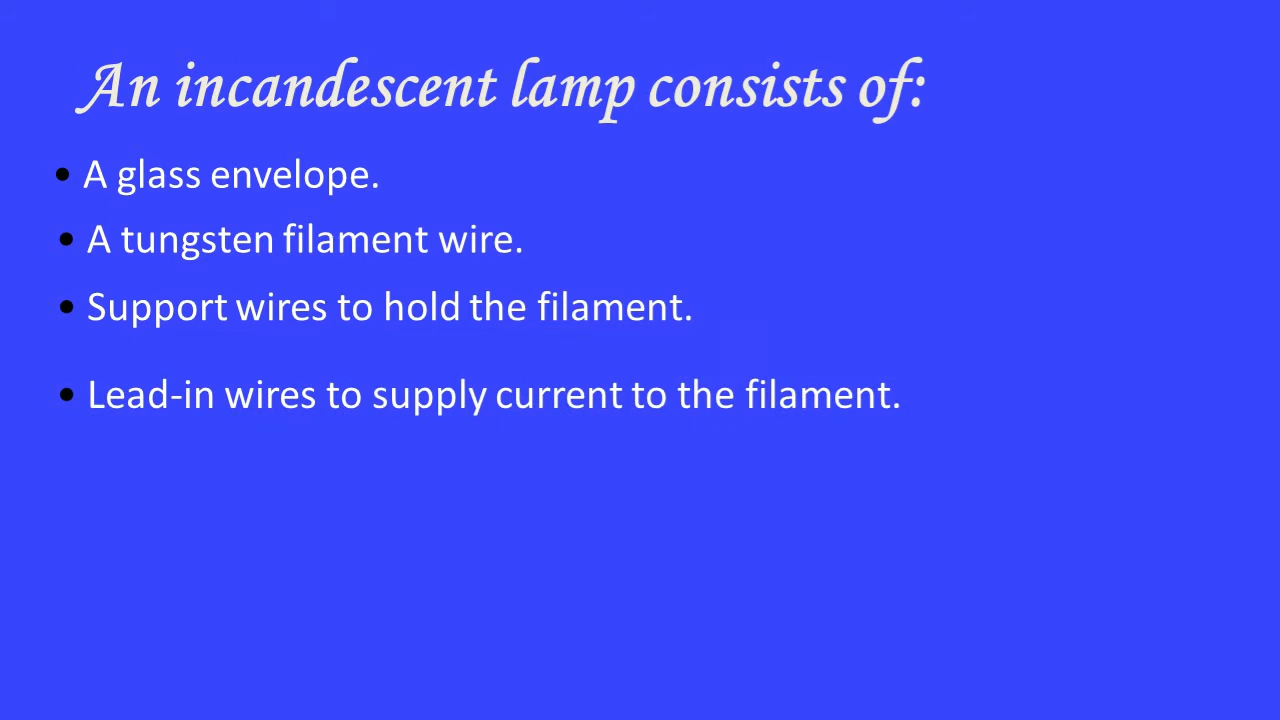 An incandescent lamp consists of:
• A glass envelope.
• A tungsten filament wire.
• Support wires to hold the filament.
• Lead-in wires to supply current to the filament.